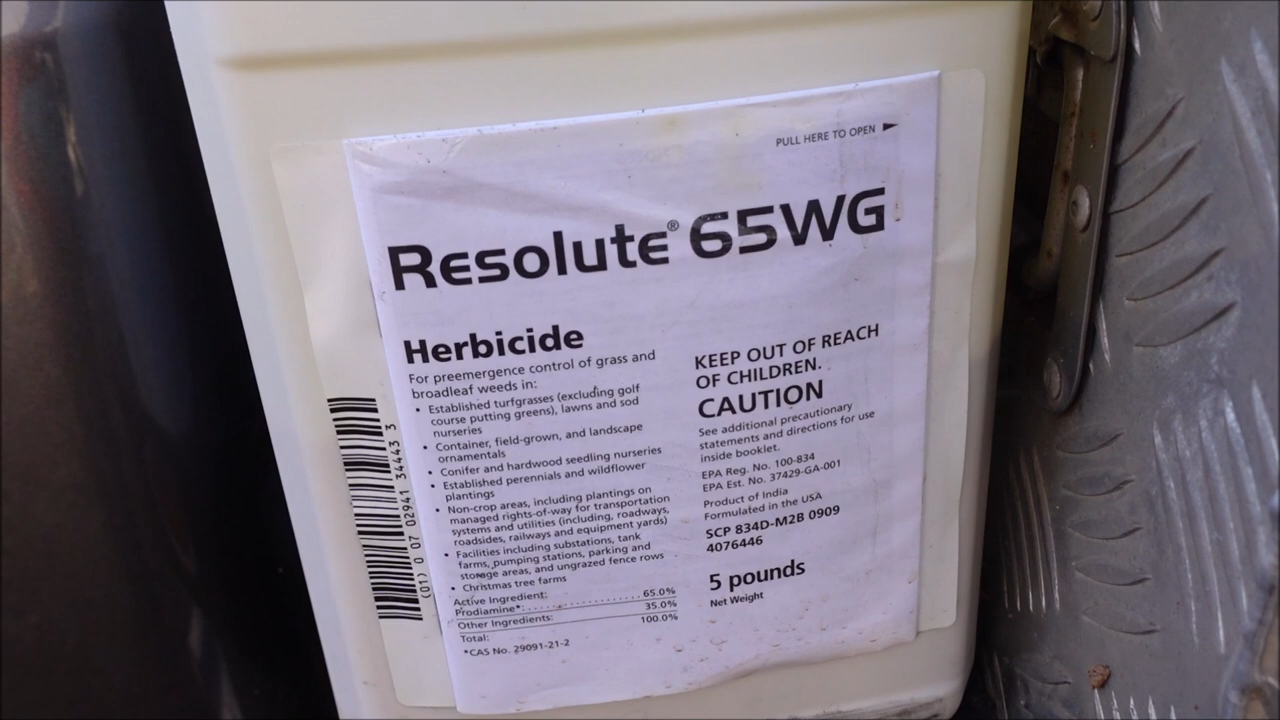 PULL HERE TO OPEN
Resolute® 65WG
Herbicide
For preemergence control of grass and
broadleaf weeds in:
• Established turfgrasses (excluding golf
course putting greens), lawns and sod
nurseries
• Container, field-grown, and landscape
ornamentals
• Conifer and hardwood seedling nurseries
• Established perennials and wildflower
plantings
• Non-crop areas, including plantings on
managed rights-of-way for transportation
systems and utilities (including, roadways,
roadsides, railways and equipment yards)
• Facilities including substations, tank
farms, pumping stations, parking and
storage areas, and ungrazed fence rows
• Christmas tree farms
Active Ingredient:
Prodiamine*: . . . . . . . . . . . . . . . . . . . . 65.0%
Other Ingredients: 35.0%
Total: 100.0%
*CAS No. 29091-21-2
KEEP OUT OF REACH
OF CHILDREN.
CAUTION
See additional precautionary
statements and directions for use
inside booklet.
EPA Reg. No. 100-834
EPA Est. No. 37429-GA-001
Product of India
Formulated in the USA
SCP 834D-M2B 0909
4076446
5 pounds
Net Weight
(01) 0 07 02941 34443 3